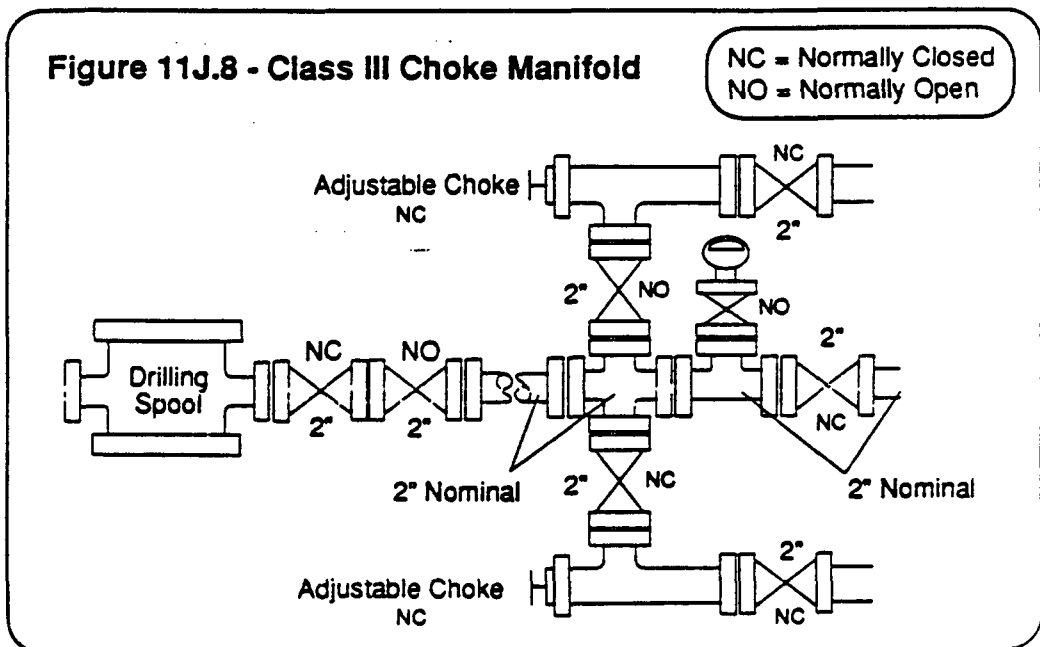 Figure 11J.8 - Class III Choke Manifold
NC = Normally Closed
NO = Normally Open
Adjustable Choke
NC
NC
2"
2"
NO
NO
Drilling
Spool
NC
2"
NO
2"
2"
NC
2" Nominal
2"
NC
2" Nominal
Adjustable Choke
NC
2"
NC